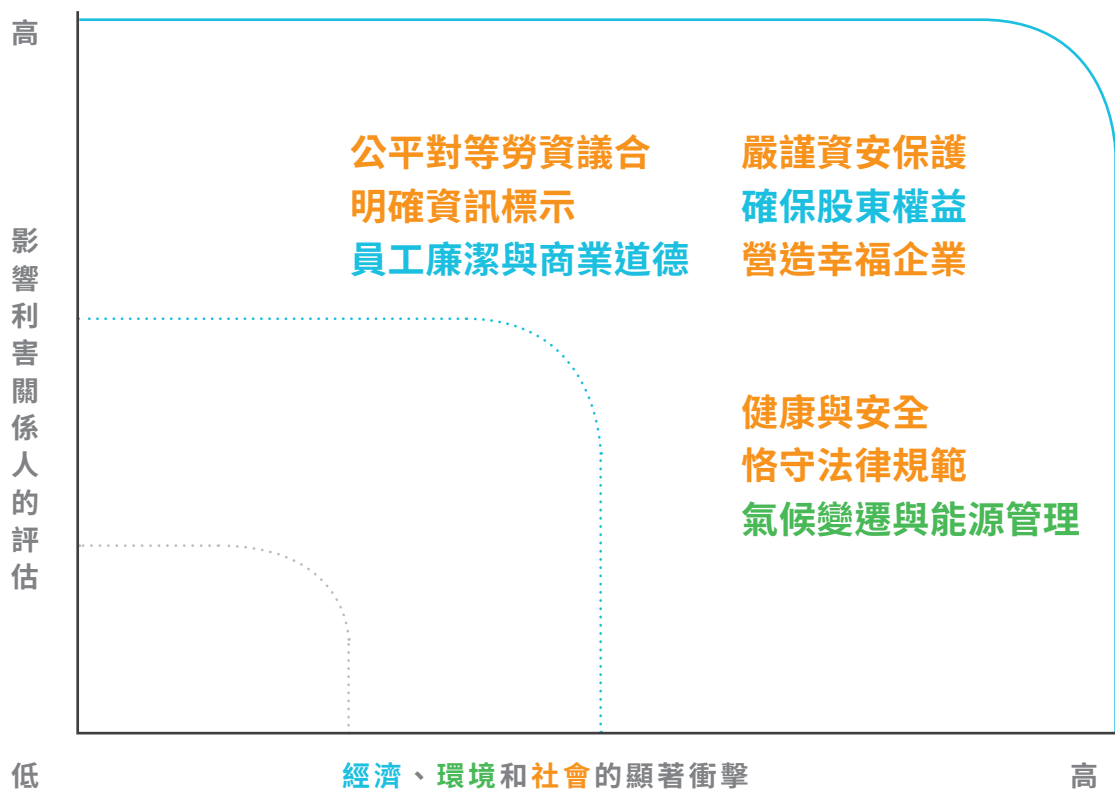 高
影響利害關係人的評估
公平對等勞資議合
明確資訊標示
員工廉潔與商業道德
嚴謹資安保護
確保股東權益
營造幸福企業
健康與安全
恪守法律規範
氣候變遷與能源管理
低
經濟、環境和社會的顯著衝擊
高